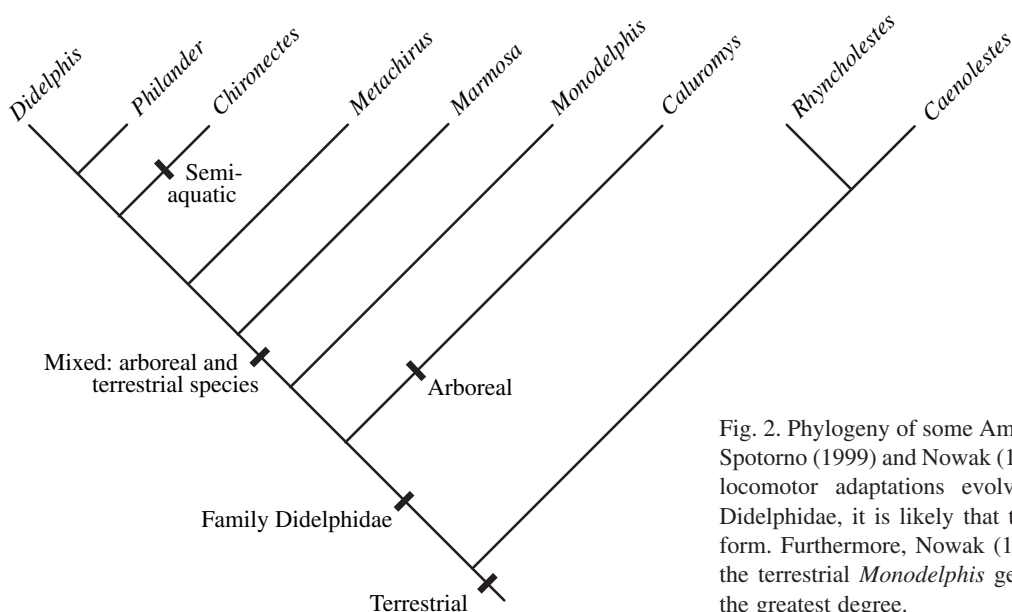 Didelphis
Philander
Chironectes
Metachirus
Marmosa
Monodelphis
Caluromys
Rhyncholestes
Caenolestes
Semi-
aquatic
Mixed: arboreal and
terrestrial species
Arboreal
Family Didelphidae
Terrestrial
Fig. 2. Phylogeny of some Am
Spotorno (1999) and Nowak (1
locomotor adaptations evolv
Didelphidae, it is likely that t
form. Furthermore, Nowak (1
the terrestrial Monodelphis ge
the greatest degree.